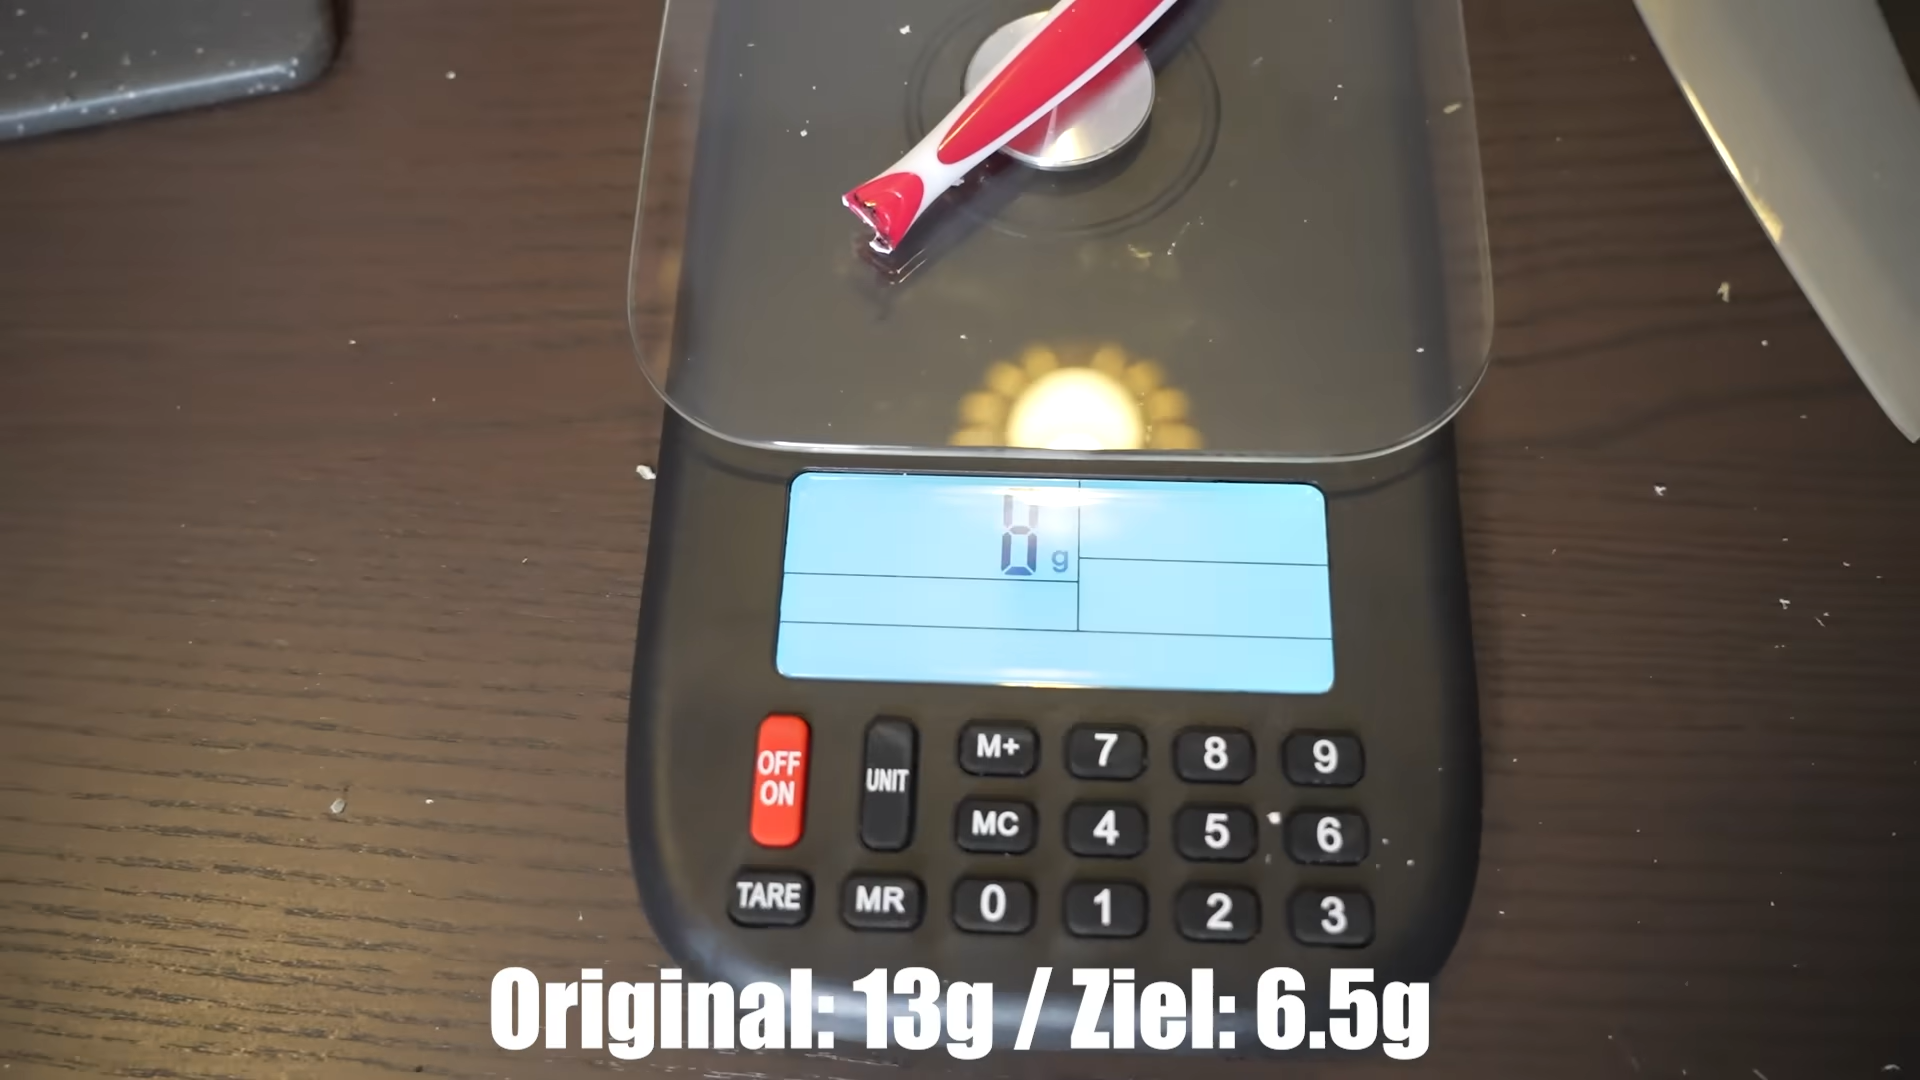 8 g
M+ 7 8 9
OFF
ON
UNIT
MC 4 5 6
TARE MR 0 1 2 3
Original: 13g / Ziel: 6.5g